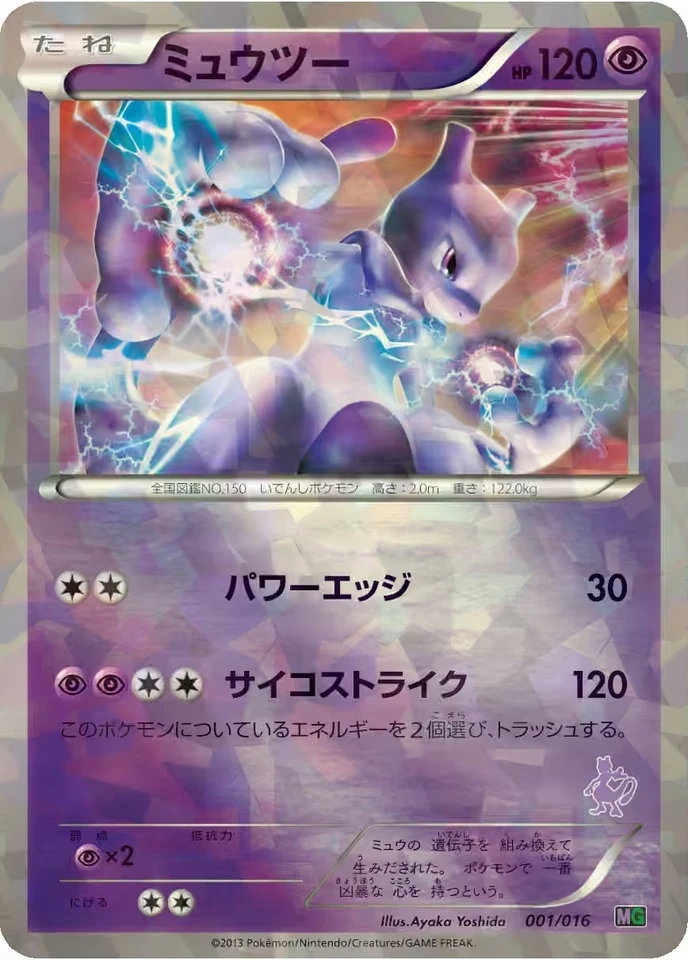 たね ミュウツー HP 120
全国図鑑NO.150 いでんしポケモン 高さ：2.0m 重さ：122.0kg
パワーエッジ 30
サイコストライク 120
このポケモンについているエネルギーを2個選び、トラッシュする。
弱点 抵抗力
×2
にげる
ミュウの 遺伝子を 組み換えて
生みだされた。 ポケモンで 一番
凶暴な 心を 持つという。
Illus.Ayaka Yoshida 001/016 MG
©2013 Pokémon/Nintendo/Creatures/GAME FREAK.